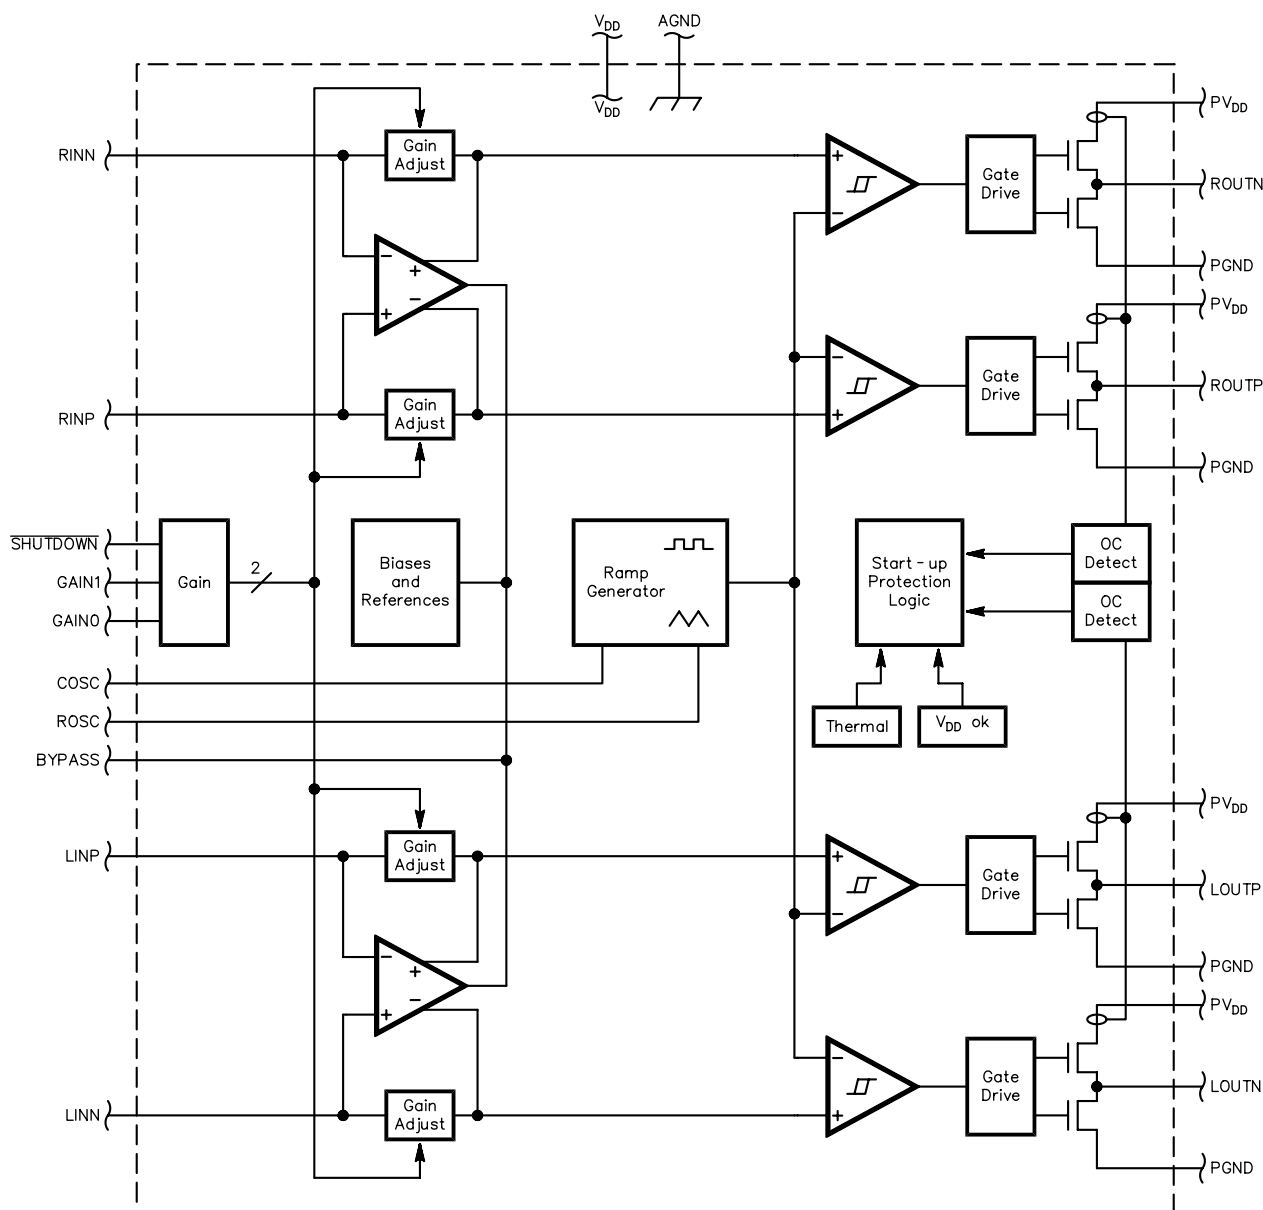 VDD AGND
VDD
RINN
Gain
Adjust
+
−
Gate
Drive
PVDD
ROUTN
PGND
−
+
−
+
RINP
Gain
Adjust
−
+
Gate
Drive
PVDD
ROUTP
PGND
SHUTDOWN
GAIN1
GAIN0
Gain
2
Biases
and
References
Ramp
Generator
Start-up
Protection
Logic
OC
Detect
OC
Detect
COSC
ROSC
BYPASS
Thermal
VDD ok
LINP
Gain
Adjust
+
−
Gate
Drive
PVDD
LOUTP
PGND
−
+
−
+
LINN
Gain
Adjust
−
+
Gate
Drive
PVDD
LOUTN
PGND